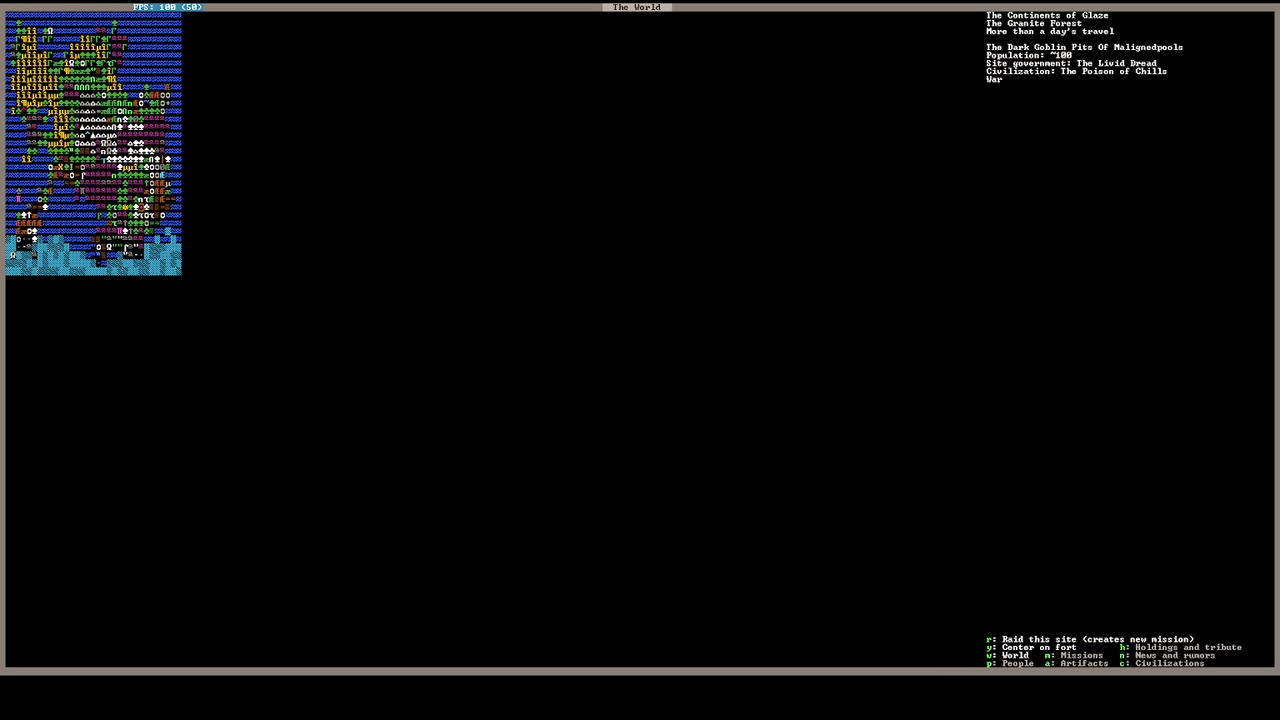 FPS: 100 (50)
The World
The Continents of Glaze
The Granite Forest
More than a day's travel
The Dark Goblin Pits Of Malignedpools
Population: ~100
Site government: The Livid Dread
Civilization: The Poison of Chills
War
r: Raid this site (creates new mission)
y: Center on fort h: Holdings and tribute
w: World m: Missions n: News and rumors
p: People a: Artifacts c: Civilizations